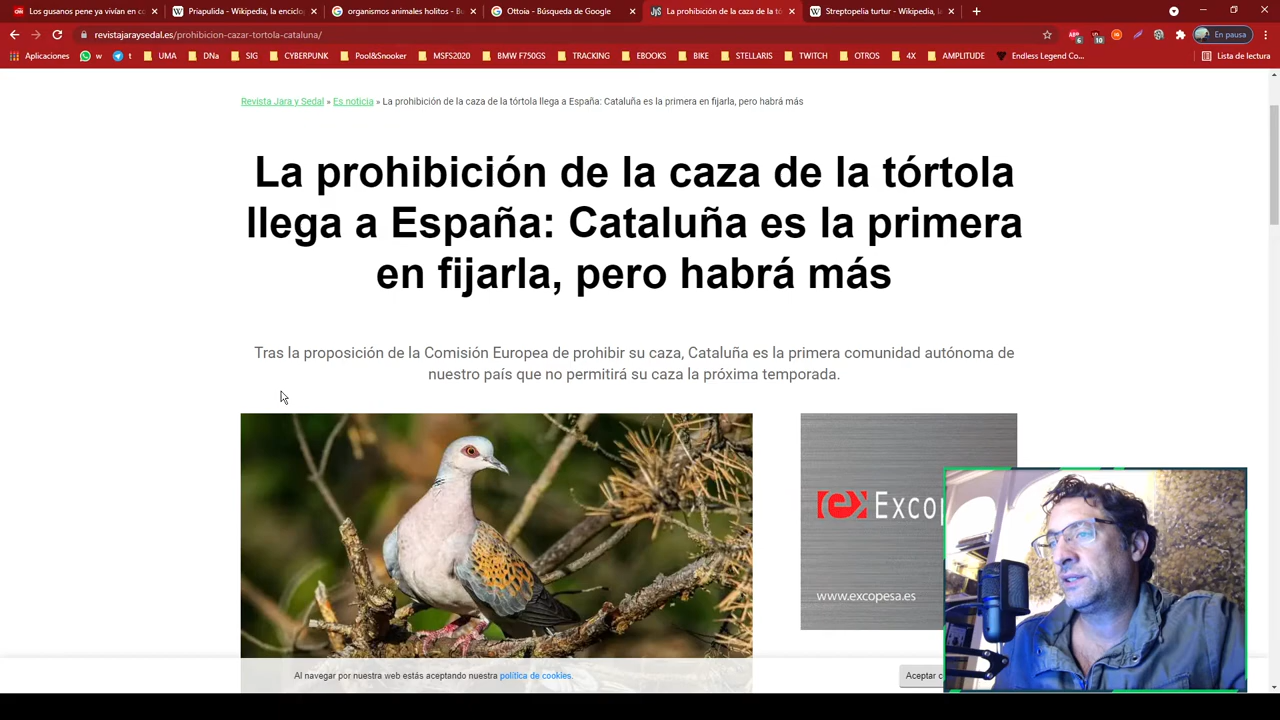 Los gusanos pene ya vivían en co
Priapulida - Wikipedia, la enciclop
organismos animales holitos - Bú
Ottoia - Búsqueda de Google
La prohibición de la caza de la tó
Streptopelia turtur - Wikipedia, la
revistajaraysedal.es/prohibicion-cazar-tortola-cataluna/
En pausa
Aplicaciones w t UMA DNa SIG CYBERPUNK Pool&Snooker MSFS2020 BMW F750GS TRACKING EBOOKS BIKE STELLARIS TWITCH OTROS 4X AMPLITUDE Endless Legend Co... Lista de lectura
Revista Jara y Sedal » Es noticia » La prohibición de la caza de la tórtola llega a España: Cataluña es la primera en fijarla, pero habrá más
La prohibición de la caza de la tórtola
llega a España: Cataluña es la primera
en fijarla, pero habrá más
Tras la proposición de la Comisión Europea de prohibir su caza, Cataluña es la primera comunidad autónoma de
nuestro país que no permitirá su caza la próxima temporada.
ex Excop
www.excopesa.es
Al navegar por nuestra web estás aceptando nuestra política de cookies.
Aceptar c